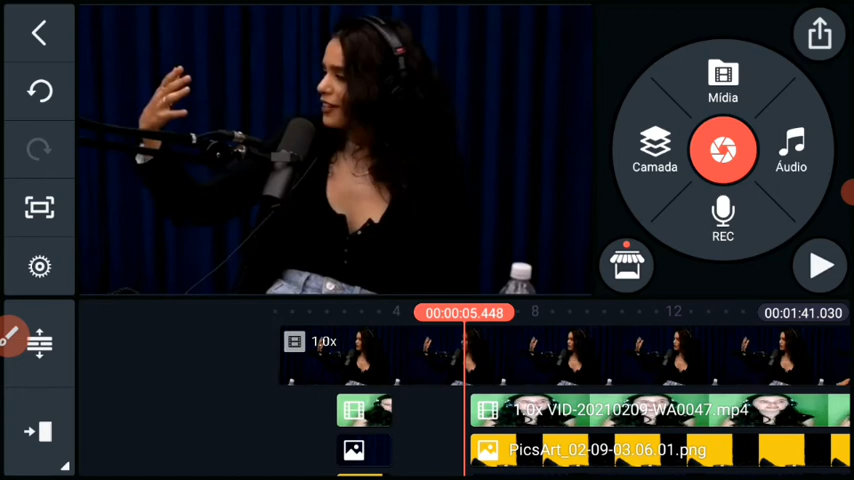 Mídia
Camada
Áudio
REC
4
00:00:05.448
8
12
00:01:41.030
1.0x
1.0x VID-20210209-WA0047.mp4
PicsArt_02-09-03.06.01.png